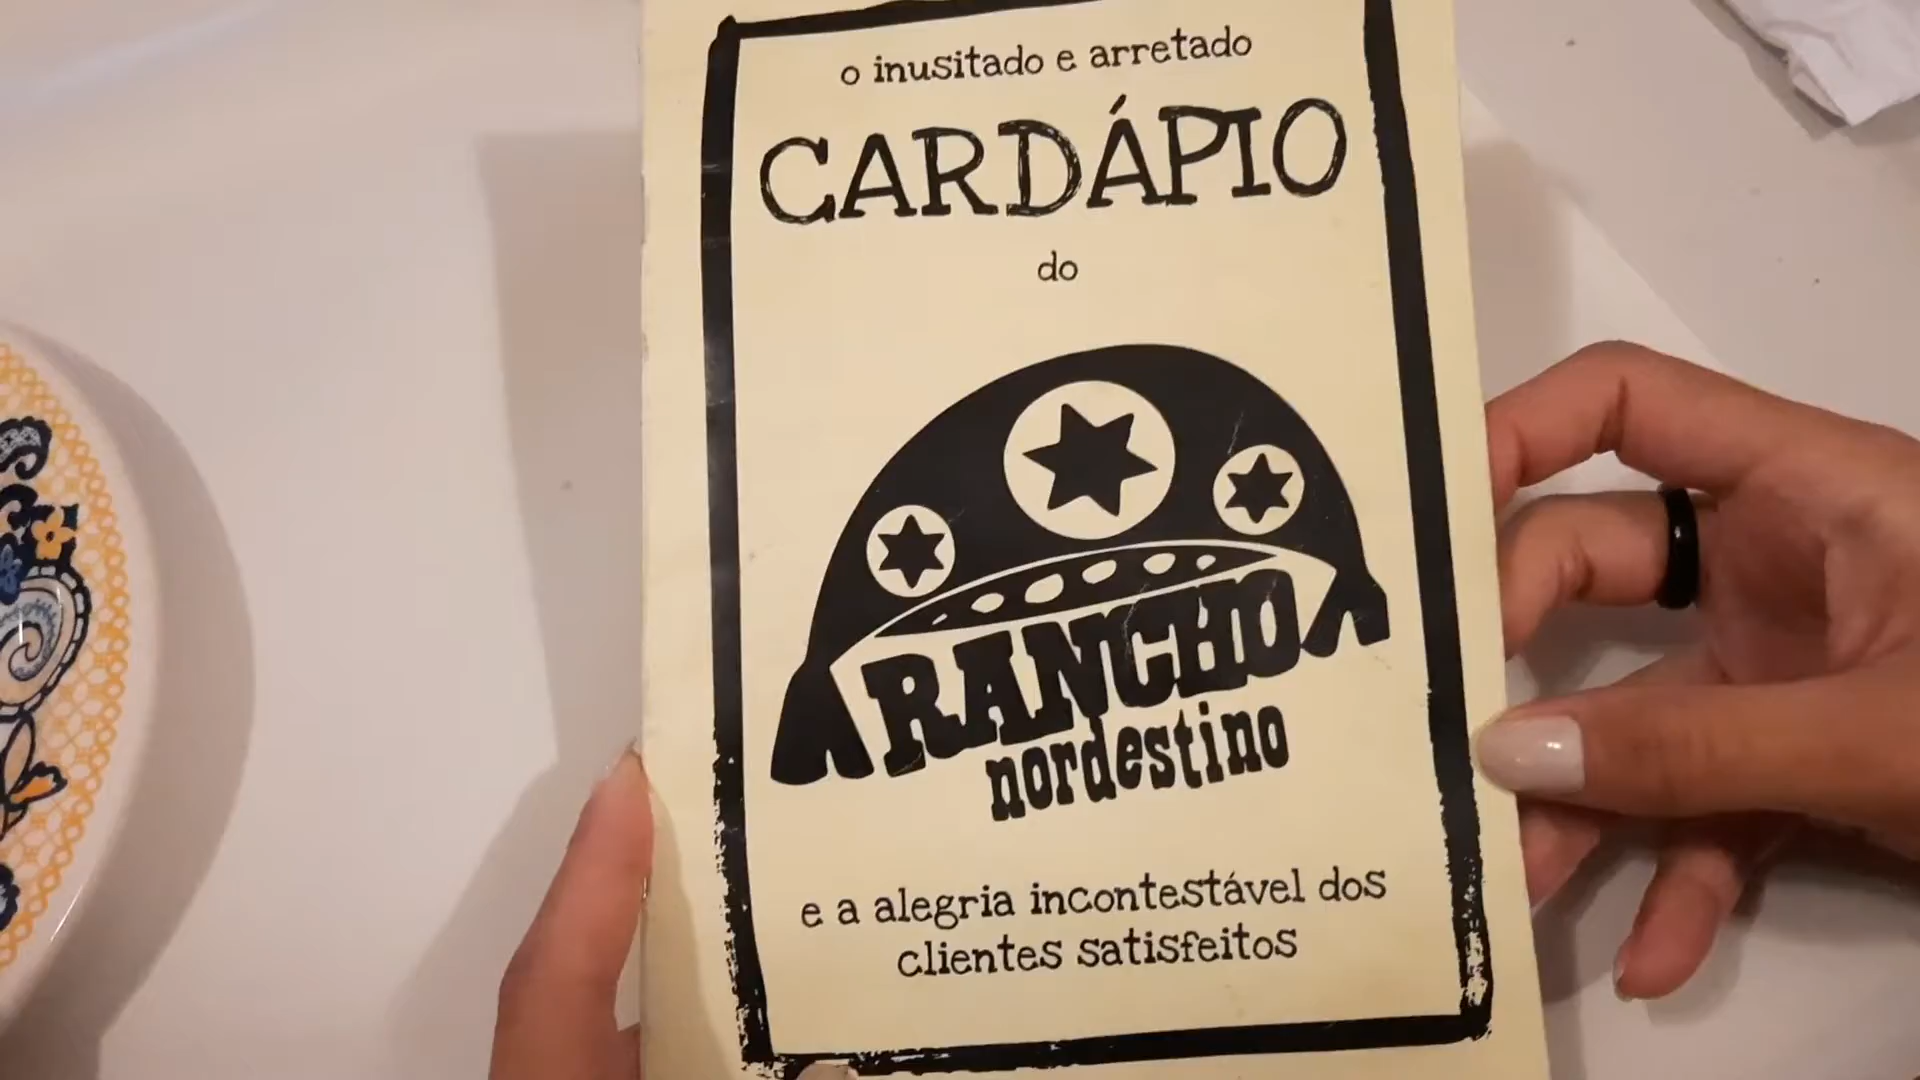 o inusitado e arretado
CARDÁPIO
do
RANCHO
nordestino
e a alegria incontestável dos
clientes satisfeitos